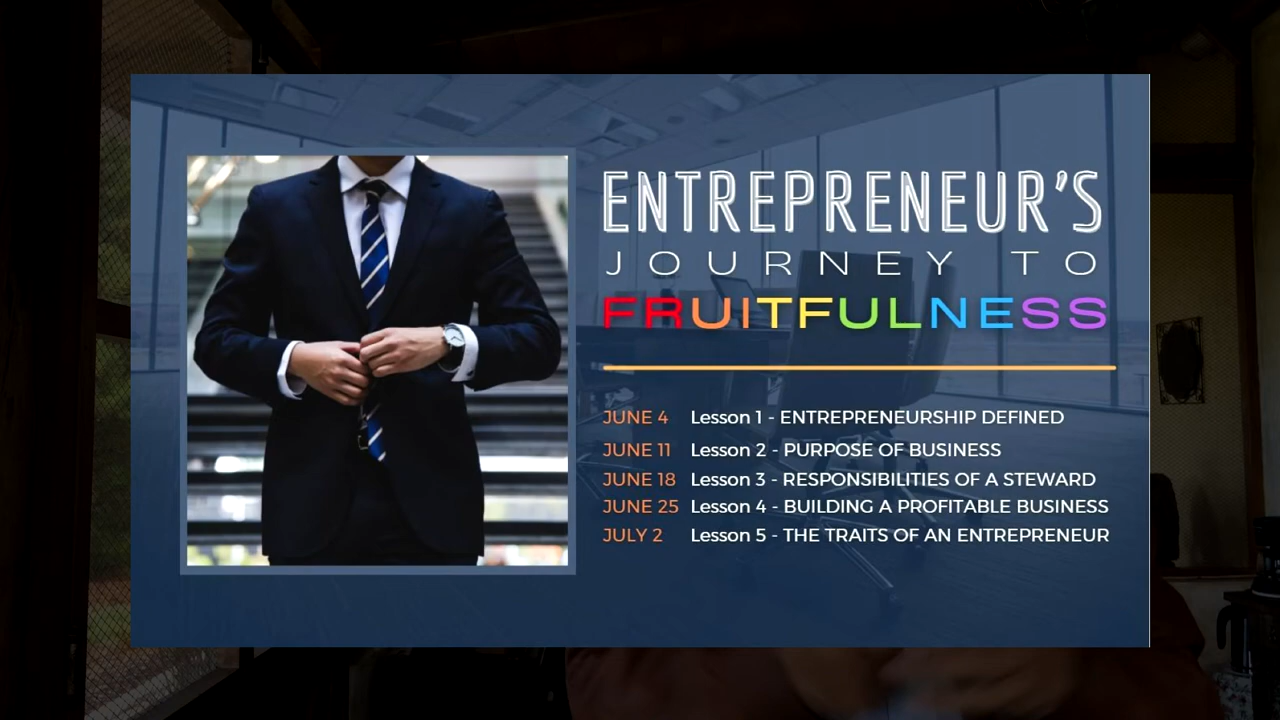 ENTREPRENEUR'S
JOURNEY TO
FRUITFULNESS
JUNE 4 Lesson 1 - ENTREPRENEURSHIP DEFINED
JUNE 11 Lesson 2 - PURPOSE OF BUSINESS
JUNE 18 Lesson 3 - RESPONSIBILITIES OF A STEWARD
JUNE 25 Lesson 4 - BUILDING A PROFITABLE BUSINESS
JULY 2 Lesson 5 - THE TRAITS OF AN ENTREPRENEUR